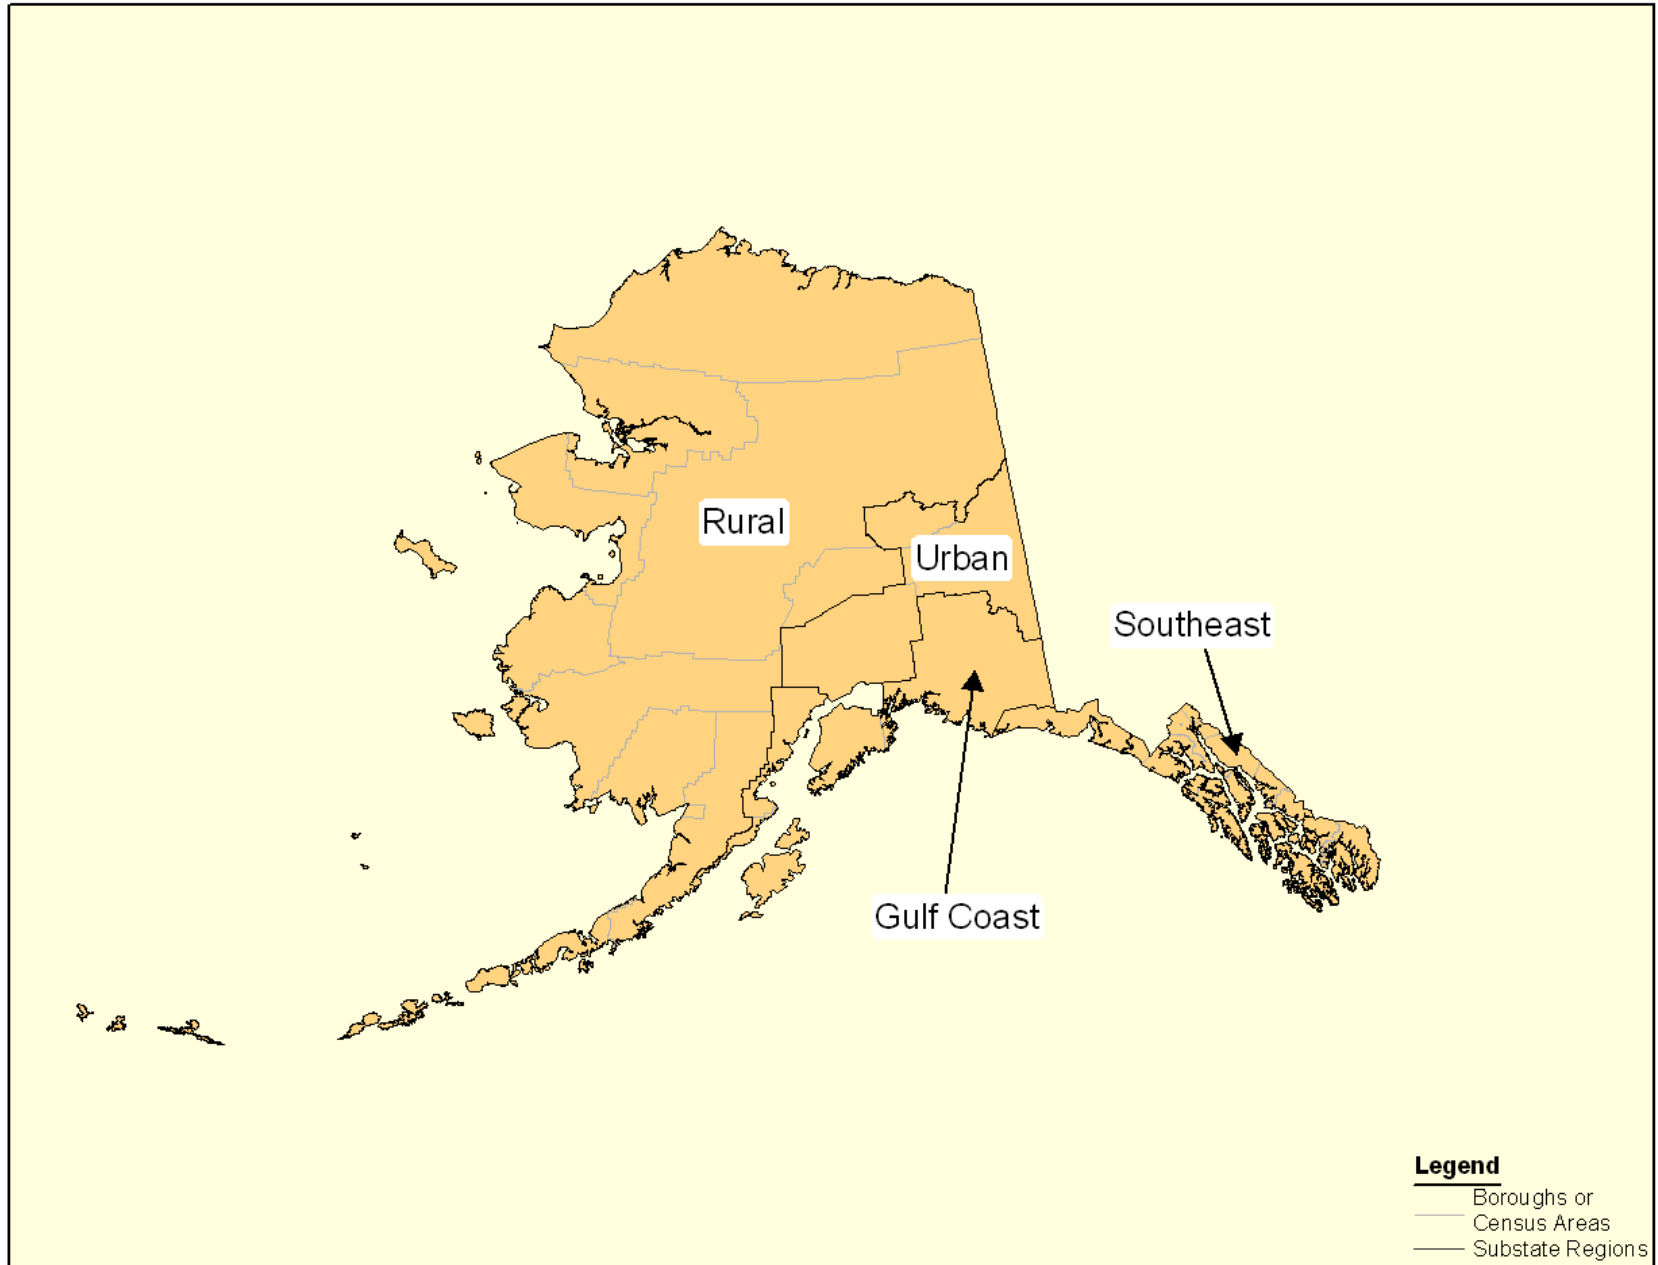 Rural
Urban
Southeast
Gulf Coast
Legend
Boroughs or
Census Areas
Substate Regions